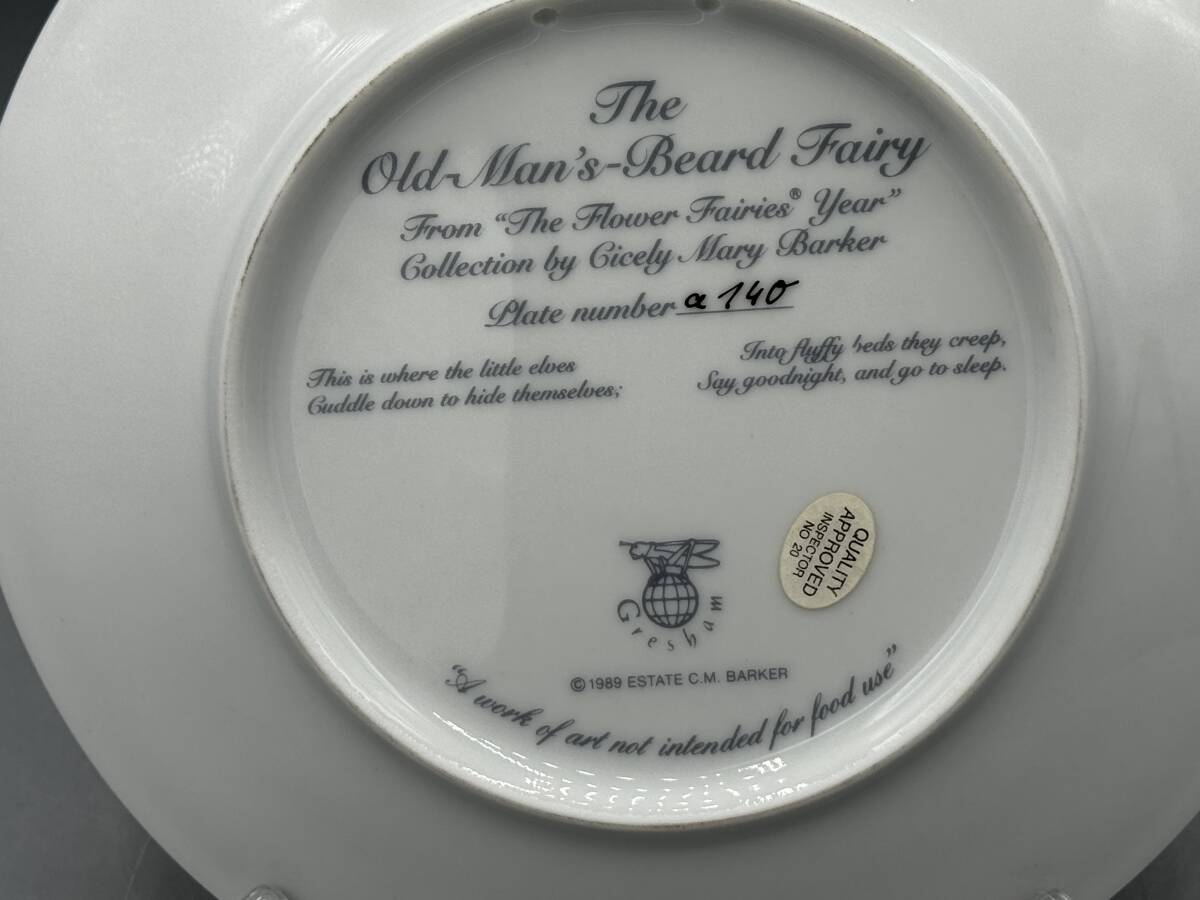 The
Old-Man's-Beard Fairy
From “The Flower Fairies® Year”
Collection by Cicely Mary Barker
Plate number a 140
This is where the little elves
Cuddle down to hide themselves;
Into fluffy beds they creep,
Say goodnight, and go to sleep.
QUALITY
APPROVED
INSPECTOR
NO 20
Gresham
©1989 ESTATE C.M. BARKER
“A work of art not intended for food use”